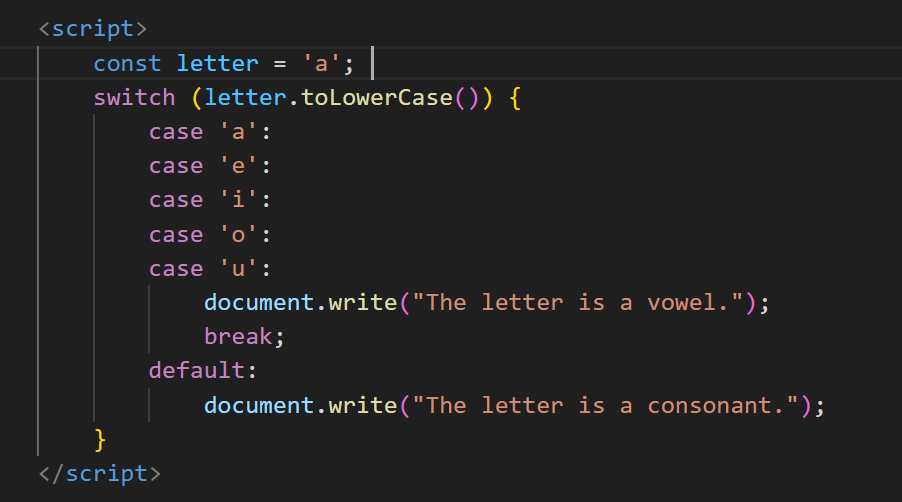 <script>
const letter = 'a';
switch (letter.toLowerCase()) {
case 'a':
case 'e':
case 'i':
case 'o':
case 'u':
document.write("The letter is a vowel.");
break;
default:
document.write("The letter is a consonant.");
}
</script>